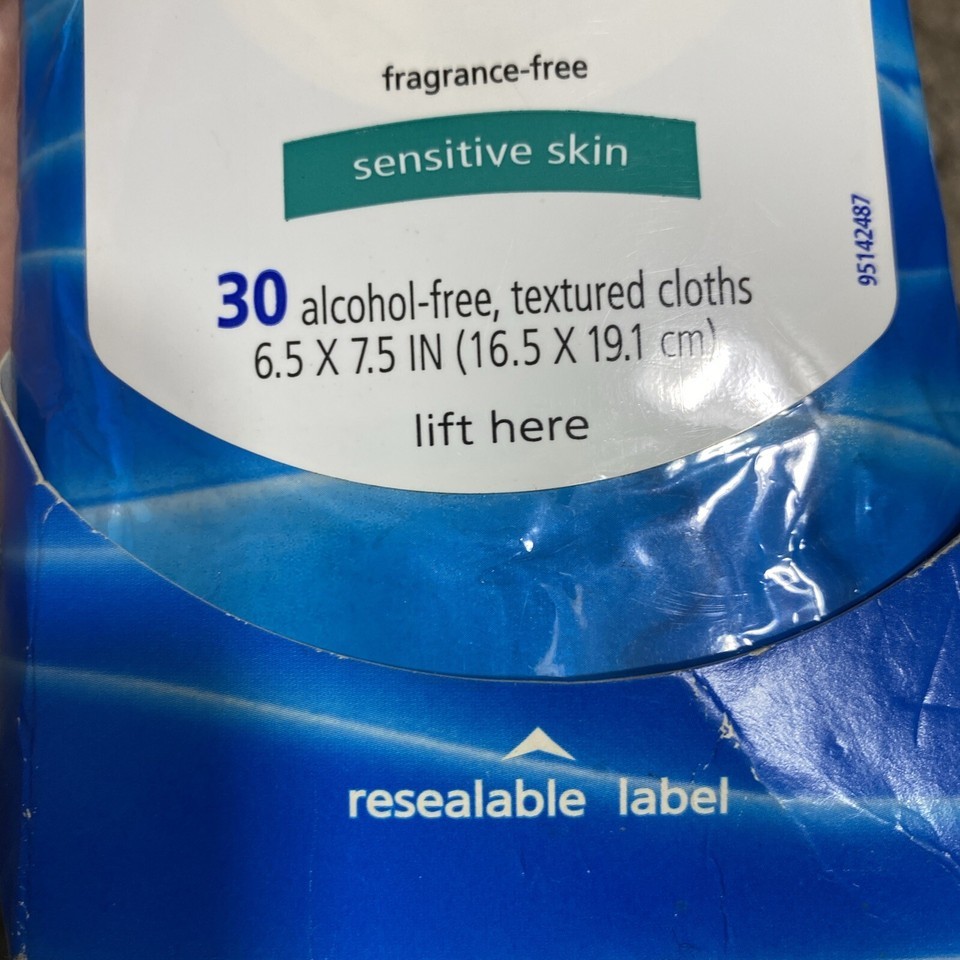 fragrance-free
sensitive skin
30 alcohol-free, textured cloths
6.5 X 7.5 IN (16.5 X 19.1 cm)
lift here
95142487
resealable label